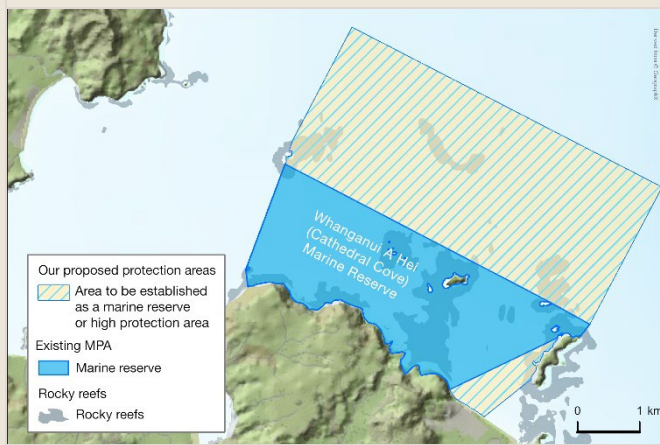 Whanganui A Hei
(Cathedral Cove)
Marine Reserve
Our proposed protection areas
Area to be established
as a marine reserve
or high protection area
Existing MPA
Marine reserve
Rocky reefs
Rocky reefs
0 1 km